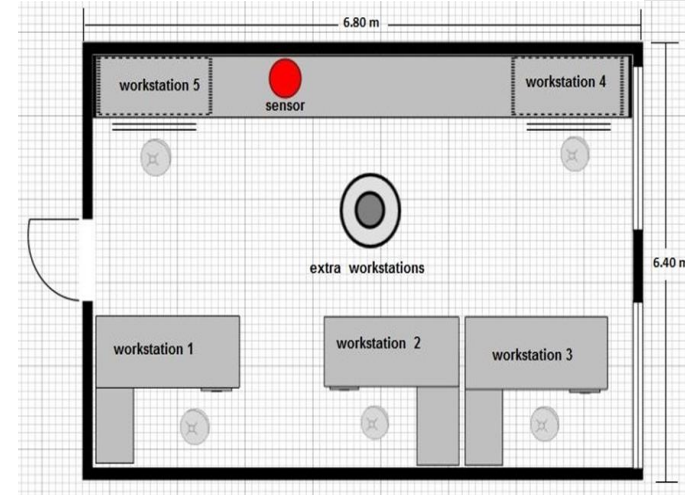 6.80 m
workstation 5
sensor
workstation 4
extra workstations
6.40 m
workstation 1
workstation 2
workstation 3